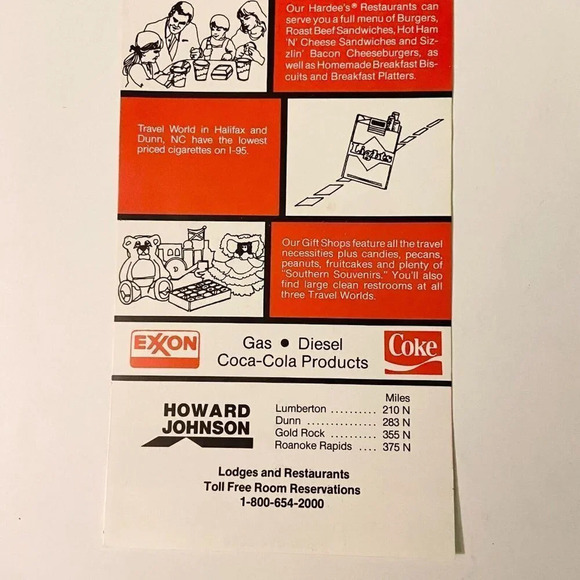 Our Hardee's® Restaurants can
serve you a full menu of Burgers,
Roast Beef Sandwiches, Hot Ham
'N' Cheese Sandwiches and Siz-
zlin' Bacon Cheeseburgers, as
well as Homemade Breakfast Bis-
cuits and Breakfast Platters.
Travel World in Halifax and
Dunn, NC have the lowest
priced cigarettes on I-95.
Lights
Our Gift Shops feature all the travel
necessities plus candies, pecans,
peanuts, fruitcakes and plenty of
"Southern Souvenirs." You'll also
find large clean restrooms at all
three Travel Worlds.
EXXON
Gas • Diesel
Coca-Cola Products
Coke
HOWARD
JOHNSON
Miles
Lumberton .......... 210 N
Dunn ............... 283 N
Gold Rock .......... 355 N
Roanoke Rapids .... 375 N
Lodges and Restaurants
Toll Free Room Reservations
1-800-654-2000